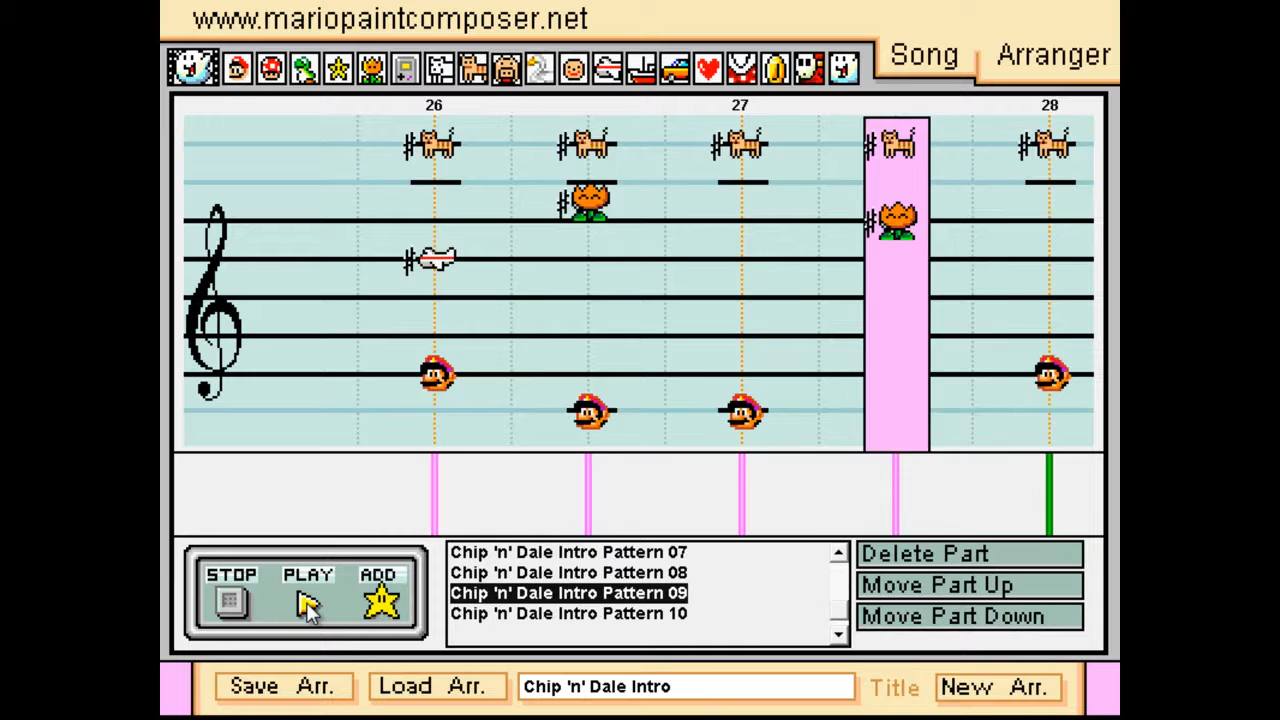 www.mariopaintcomposer.net
Song
Arranger
26
27
28
STOP
PLAY
ADD
Chip 'n' Dale Intro Pattern 07
Chip 'n' Dale Intro Pattern 08
Chip 'n' Dale Intro Pattern 09
Chip 'n' Dale Intro Pattern 10
Delete Part
Move Part Up
Move Part Down
Save Arr.
Load Arr.
Chip 'n' Dale Intro
Title
New Arr.